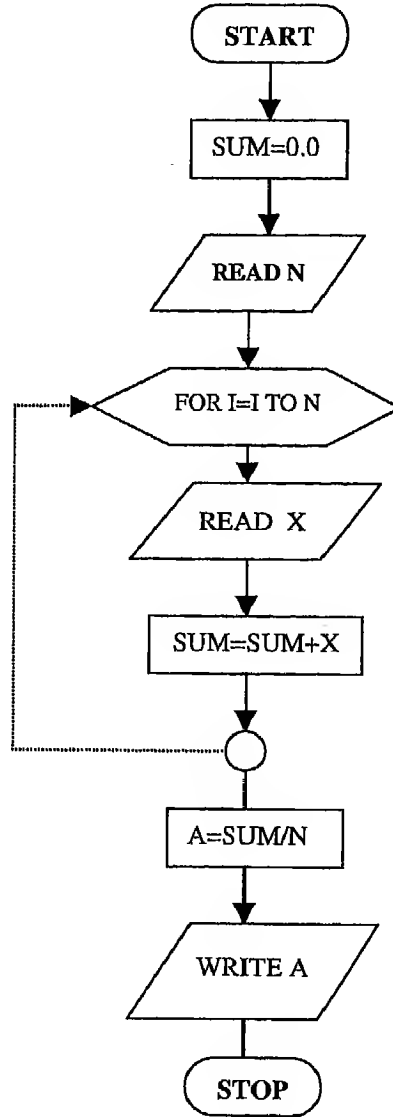 START
SUM=0.0
READ N
FOR I=I TO N
READ X
SUM=SUM+X
A=SUM/N
WRITE A
STOP